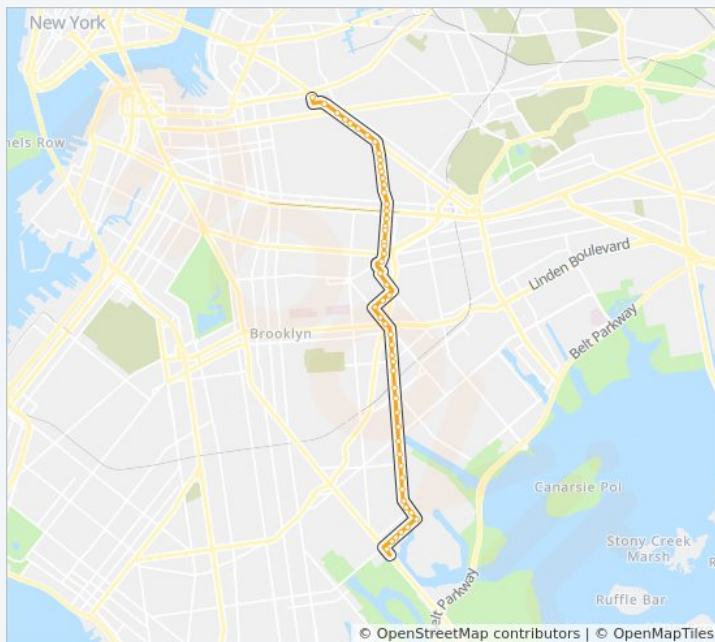 New York
nels Row
Linden Boulevard
Belt Parkway
Brooklyn
Canarsie Pol
Stony Creek
Marsh
R
Ruffle Bar
elt Parkway
© OpenStreetMap contributors | © OpenMapTiles